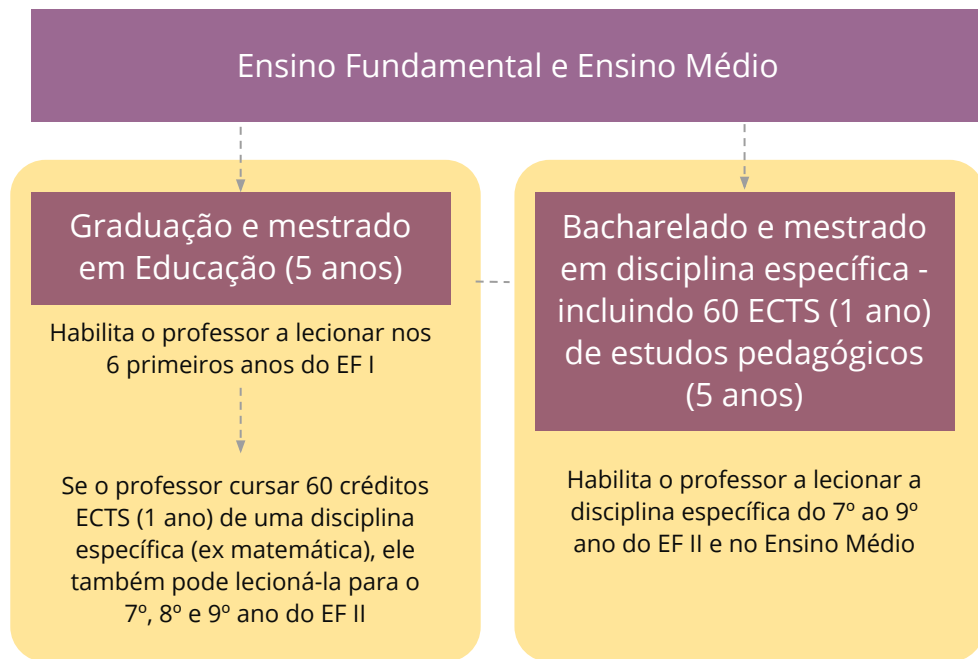 Ensino Fundamental e Ensino Médio
Graduação e mestrado
em Educação (5 anos)
Habilita o professor a lecionar nos
6 primeiros anos do EF I
Se o professor cursar 60 créditos
ECTS (1 ano) de uma disciplina
específica (ex matemática), ele
também pode lecioná-la para o
7º, 8º e 9º ano do EF II
Bacharelado e mestrado
em disciplina específica -
incluindo 60 ECTS (1 ano)
de estudos pedagógicos
(5 anos)
Habilita o professor a lecionar a
disciplina específica do 7º ao 9º
ano do EF II e no Ensino Médio